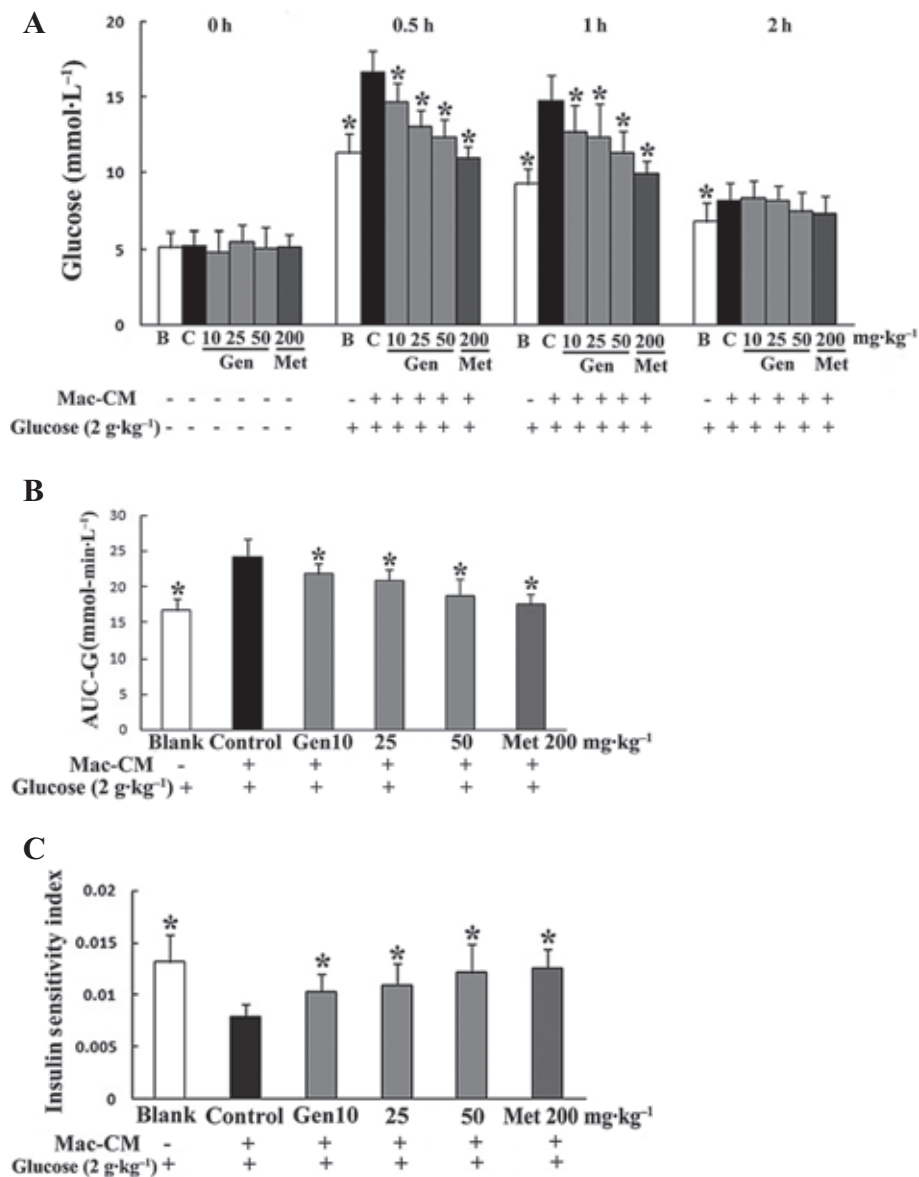 A
0 h 0.5 h 1 h 2 h
20
15
10
5
0
Glucose (mmol·L⁻¹)
B C 10 25 50 200 B C 10 25 50 200 B C 10 25 50 200 B C 10 25 50 200 mg·kg⁻¹
Gen Met Gen Met Gen Met Gen Met
* * * * *
* * * * *
*
Mac-CM - - - - - - - + + + + + - + + + + + - + + + + +
Glucose (2 g·kg⁻¹) - - - - - - + + + + + + + + + + + + + + + + + +
B
30
25
20
15
10
5
0
AUC-G (mmol-min·L⁻¹)
* * * * *
Blank Control Gen10 25 50 Met 200 mg·kg⁻¹
Mac-CM - + + + + +
Glucose (2 g·kg⁻¹) + + + + + +
C
0.02
0.015
0.01
0.005
0
Insulin sensitivity index
* * * * *
Blank Control Gen10 25 50 Met 200 mg·kg⁻¹
Mac-CM - + + + + +
Glucose (2 g·kg⁻¹) + + + + + +